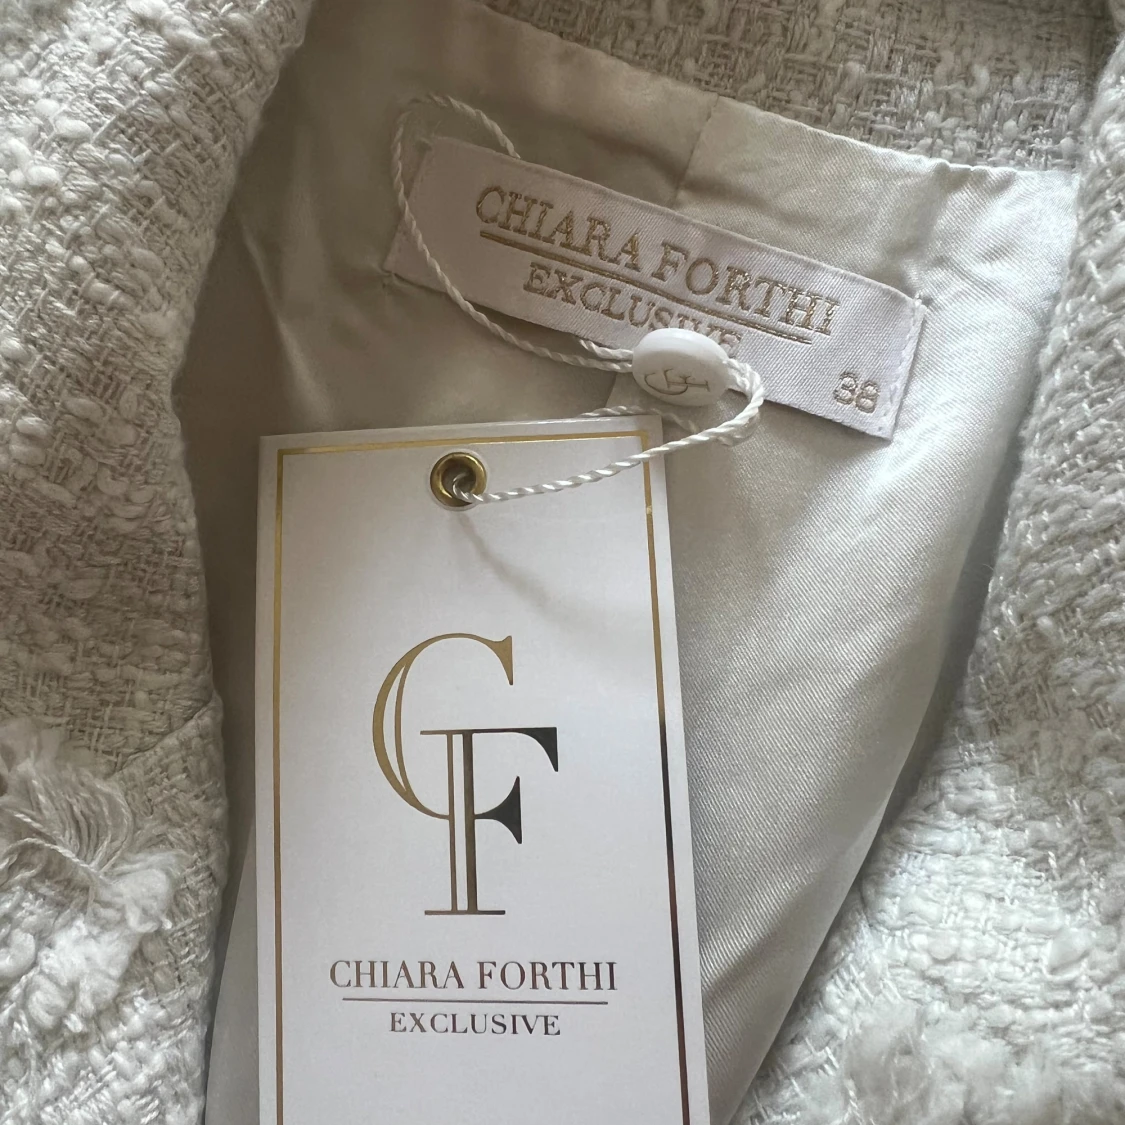 CHIARA FORTHI
EXCLUSIVE
38
CF
CF
CHIARA FORTHI
EXCLUSIVE